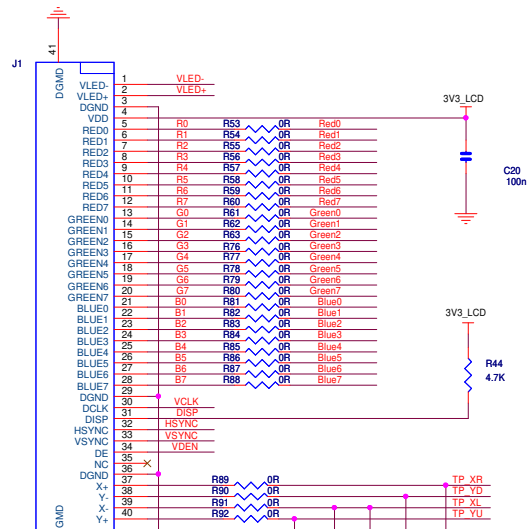 41
J1
DGMD
VLED- 1 VLED-
VLED+ 2 VLED+
DGND 3
3V3_LCD
VDD 4
RED0 5 R0 R53 0R Red0
RED1 6 R1 R54 0R Red1
RED2 7 R2 R55 0R Red2
RED3 8 R3 R56 0R Red3
RED4 9 R4 R57 0R Red4
RED5 10 R5 R58 0R Red5
RED6 11 R6 R59 0R Red6
RED7 12 R7 R60 0R Red7
C20
100n
GREEN0 13 G0 R61 0R Green0
GREEN1 14 G1 R62 0R Green1
GREEN2 15 G2 R63 0R Green2
GREEN3 16 G3 R76 0R Green3
GREEN4 17 G4 R77 0R Green4
GREEN5 18 G5 R78 0R Green5
GREEN6 19 G6 R79 0R Green6
GREEN7 20 G7 R80 0R Green7
BLUE0 21 B0 R81 0R Blue0
BLUE1 22 B1 R82 0R Blue1
BLUE2 23 B2 R83 0R Blue2
BLUE3 24 B3 R84 0R Blue3
BLUE4 25 B4 R85 0R Blue4
BLUE5 26 B5 R86 0R Blue5
BLUE6 27 B6 R87 0R Blue6
BLUE7 28 B7 R88 0R Blue7
3V3_LCD
R44
4.7K
DGND 29
DCLK 30 VCLK
DISP 31 DISP
HSYNC 32 HSYNC
VSYNC 33 VSYNC
DE 34 VDEN
NC 35
DGND 36
X+ 37 R89 0R TP_XR
Y- 38 R90 0R TP_YD
X- 39 R91 0R TP_XL
Y+ 40 R92 0R TP_YU
GMD